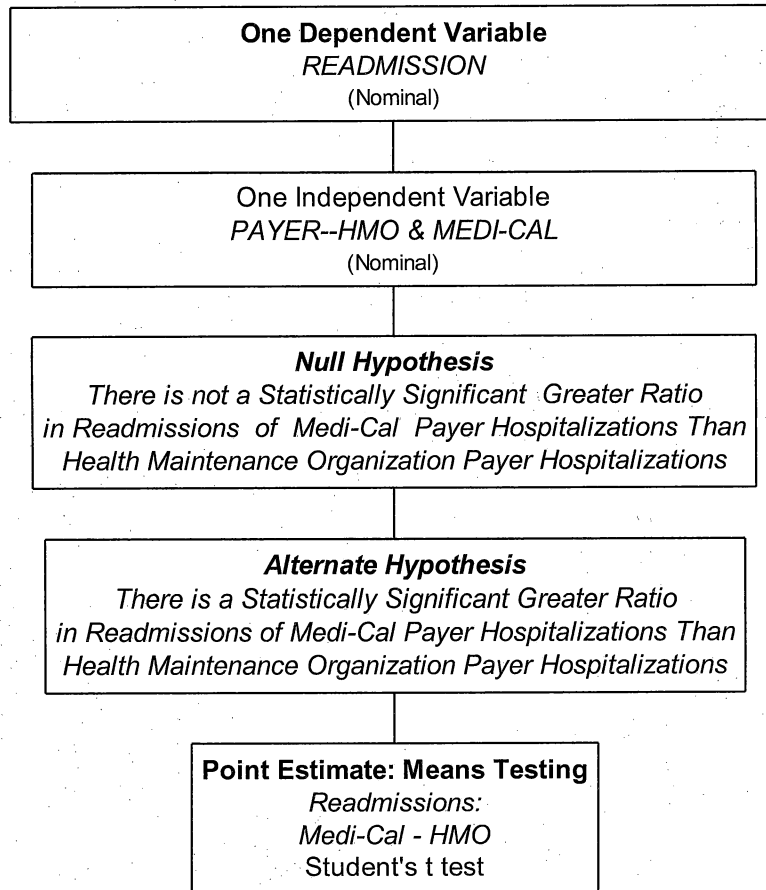 One Dependent Variable
READMISSION
(Nominal)
One Independent Variable
PAYER--HMO & MEDI-CAL
(Nominal)
Null Hypothesis
There is not a Statistically Significant Greater Ratio
in Readmissions of Medi-Cal Payer Hospitalizations Than
Health Maintenance Organization Payer Hospitalizations
Alternate Hypothesis
There is a Statistically Significant Greater Ratio
in Readmissions of Medi-Cal Payer Hospitalizations Than
Health Maintenance Organization Payer Hospitalizations
Point Estimate: Means Testing
Readmissions:
Medi-Cal - HMO
Student's t test